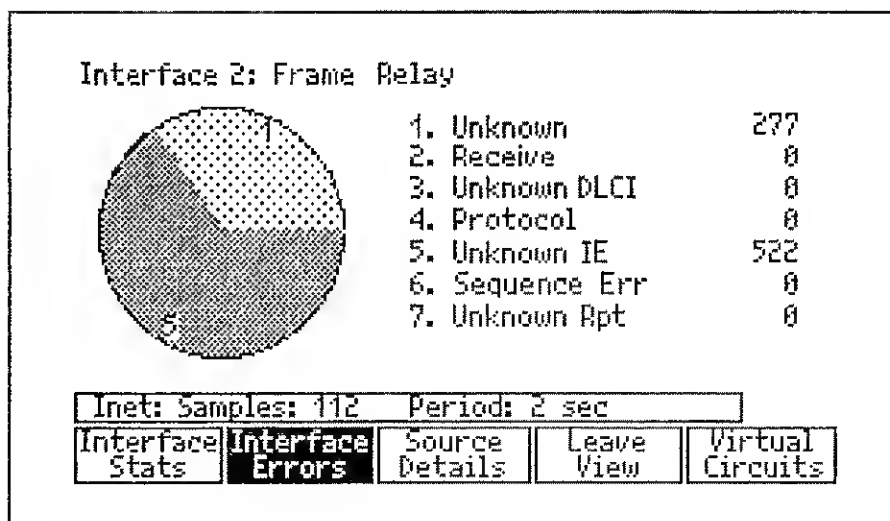 Interface 2: Frame Relay
1
5
1. Unknown 277
2. Receive 0
3. Unknown DLCI 0
4. Protocol 0
5. Unknown IE 522
6. Sequence Err 0
7. Unknown Rpt 0
Inet: Samples: 112 Period: 2 sec
Interface Interface Source Leave Virtual
Stats Errors Details View Circuits